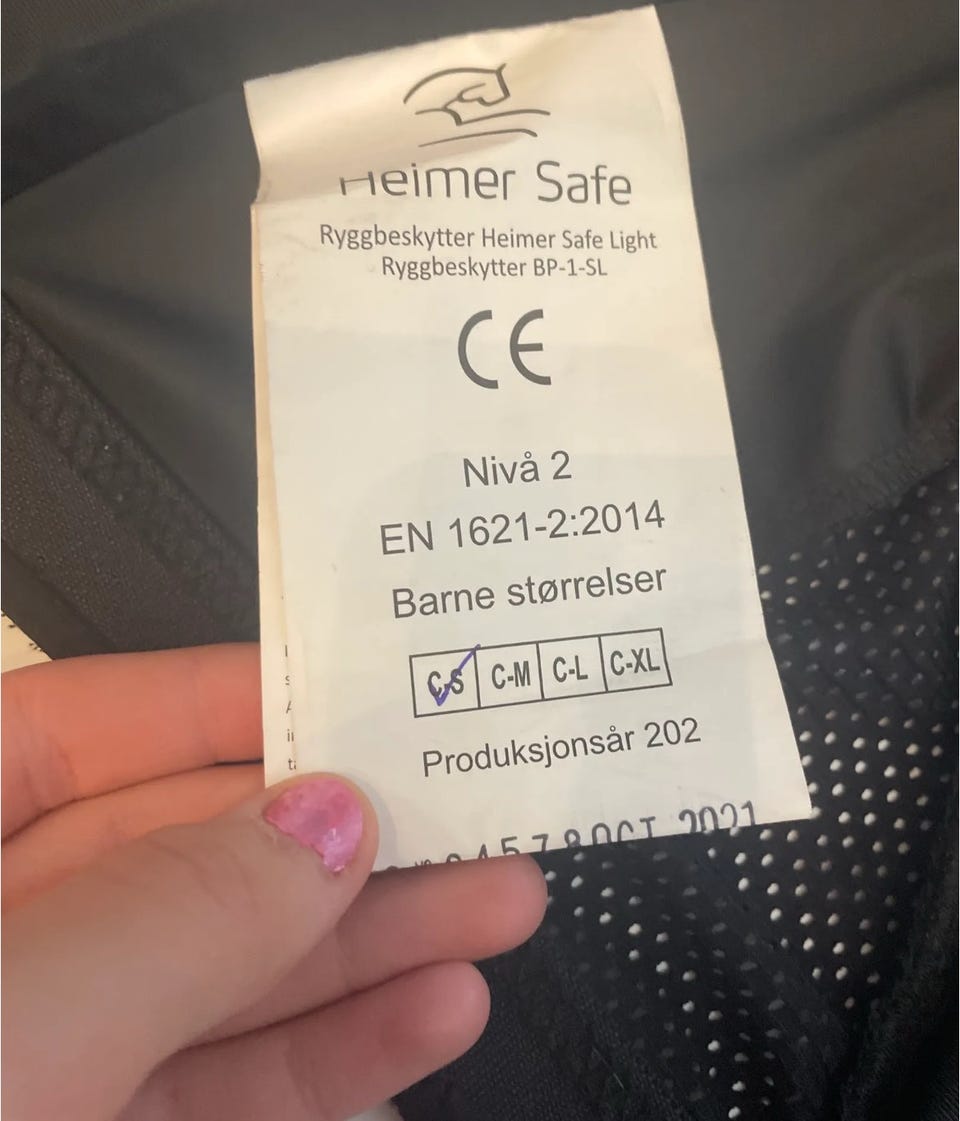 Heimer Safe
Ryggbeskytter Heimer Safe Light
Ryggbeskytter BP-1-SL
CE
Nivå 2
EN 1621-2:2014
Barne størrelser
C-S C-M C-L C-XL
Produksjonsår 202
OCT 2021